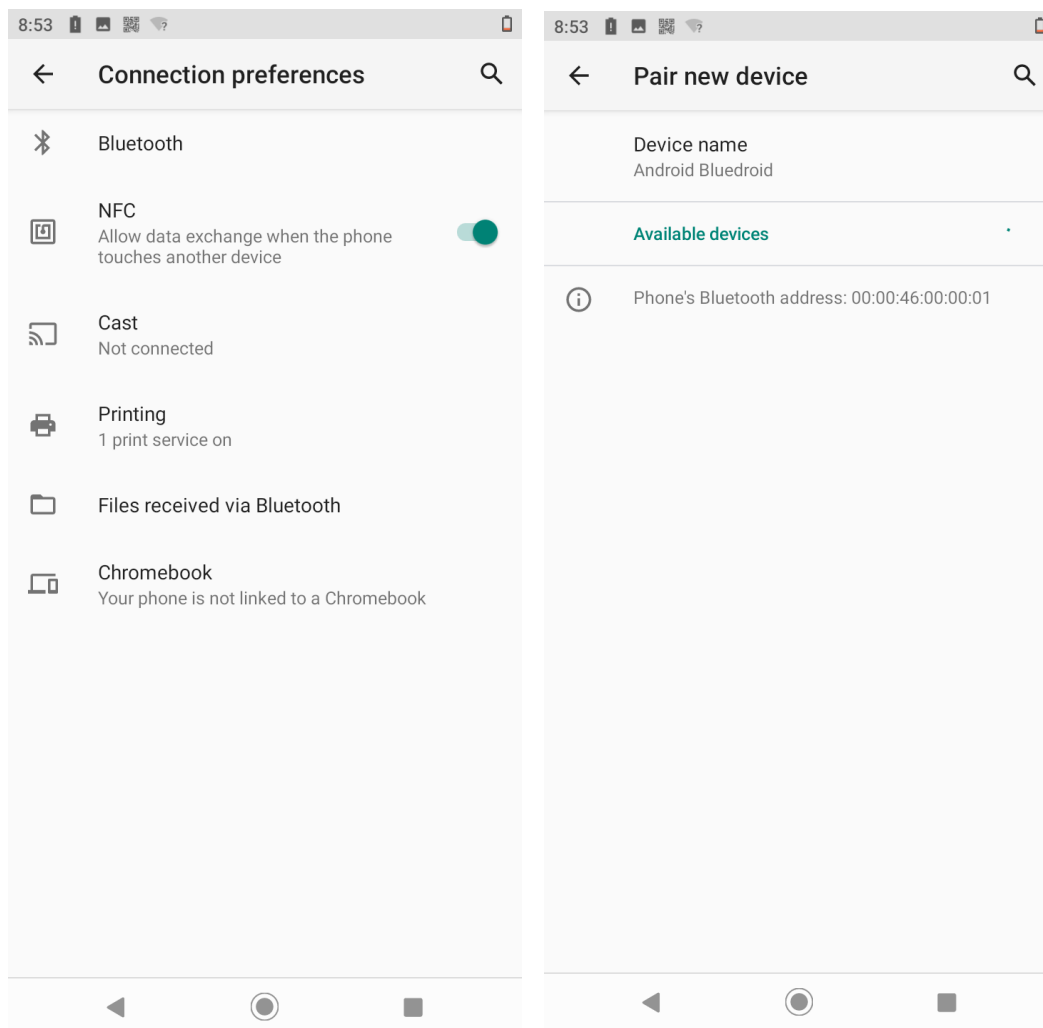 8:53
Connection preferences
Bluetooth
NFC
Allow data exchange when the phone
touches another device
Cast
Not connected
Printing
1 print service on
Files received via Bluetooth
Chromebook
Your phone is not linked to a Chromebook
8:53
Pair new device
Device name
Android Bluedroid
Available devices
Phone's Bluetooth address: 00:00:46:00:00:01